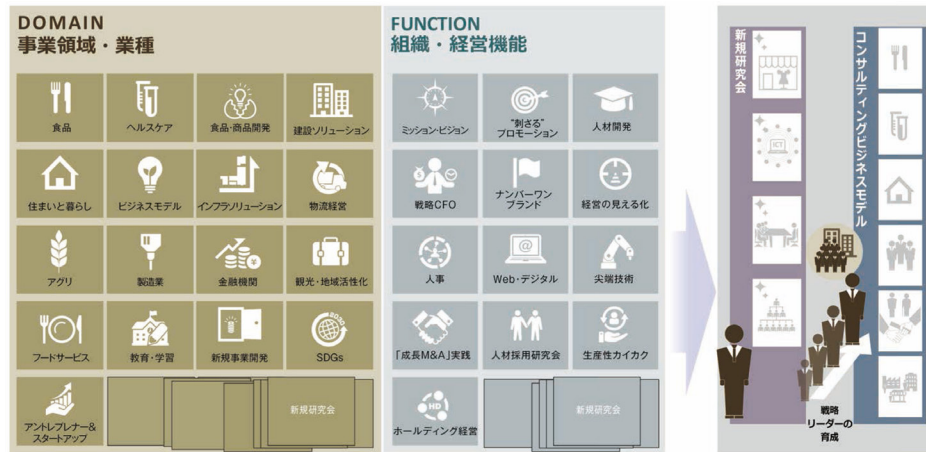 DOMAIN
事業領域・業種
食品
ヘルスケア
食品・商品開発
建設ソリューション
住まいと暮らし
ビジネスモデル
インフラソリューション
物流経営
アグリ
製造業
金融機関
観光・地域活性化
フードサービス
教育・学習
新規事業開発
SDGs
アントレプレナー&
スタートアップ
新規研究会
FUNCTION
組織・経営機能
ミッション・ビジョン
"刺さる"
プロモーション
人材開発
戦略CFO
ナンバーワン
ブランド
経営の見える化
人事
Web・デジタル
尖端技術
「成長M&A」実践
人材採用研究会
生産性カイカク
HD
ホールディング経営
新規研究会
新規研究会
ICT
コンサルティングビジネスモデル
戦略
リーダーの
育成